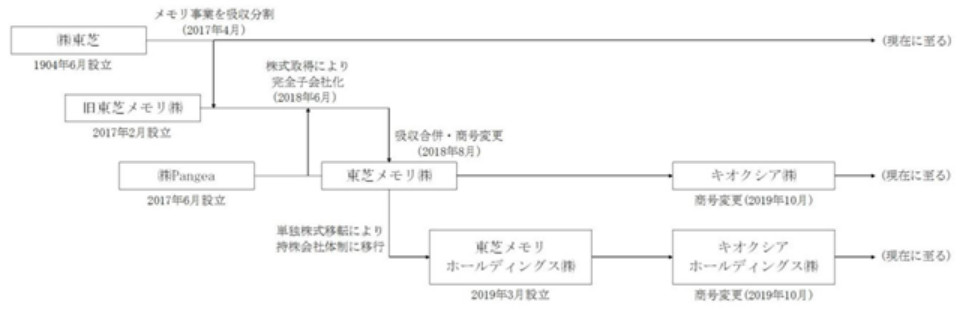 メモリ事業を吸収分割
(2017年4月)
㈱東芝
(現在に至る)
1904年6月設立
株式取得により
完全子会社化
(2018年6月)
旧東芝メモリ㈱
2017年2月設立
吸収合併・商号変更
(2018年8月)
㈱Pangea
東芝メモリ㈱
キオクシア㈱
(現在に至る)
2017年6月設立
商号変更(2019年10月)
単独株式移転により
持株会社体制に移行
東芝メモリ
ホールディングス㈱
キオクシア
ホールディングス㈱
(現在に至る)
2019年3月設立
商号変更(2019年10月)